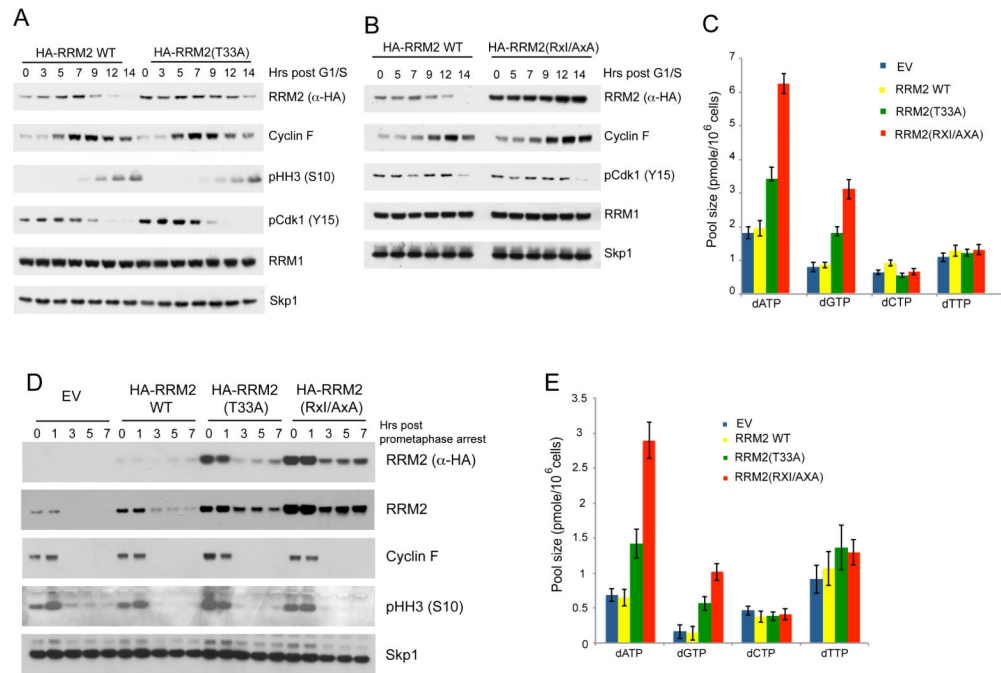 A
HA-RRM2 WT HA-RRM2(T33A)
0 3 5 7 9 12 14 0 3 5 7 9 12 14 Hrs post G1/S
RRM2 (α-HA)
Cyclin F
pHH3 (S10)
pCdk1 (Y15)
RRM1
Skp1
B
HA-RRM2 WT HA-RRM2(RxI/AxA)
0 5 7 9 12 14 0 5 7 9 12 14 Hrs post G1/S
RRM2 (α-HA)
Cyclin F
pCdk1 (Y15)
RRM1
Skp1
C
EV
RRM2 WT
RRM2(T33A)
RRM2(RXI/AXA)
Pool size (pmole/10⁶ cells)
7
6
5
4
3
2
1
0
dATP dGTP dCTP dTTP
D
EV HA-RRM2 WT HA-RRM2 (T33A) HA-RRM2 (RxI/AxA)
0 1 3 5 7 0 1 3 5 7 0 1 3 5 7 0 1 3 5 7 Hrs post prometaphase arrest
RRM2 (α-HA)
RRM2
Cyclin F
pHH3 (S10)
Skp1
E
EV
RRM2 WT
RRM2(T33A)
RRM2(RXI/AXA)
Pool size (pmole/10⁶ cells)
3.5
3
2.5
2
1.5
1
0.5
0
dATP dGTP dCTP dTTP